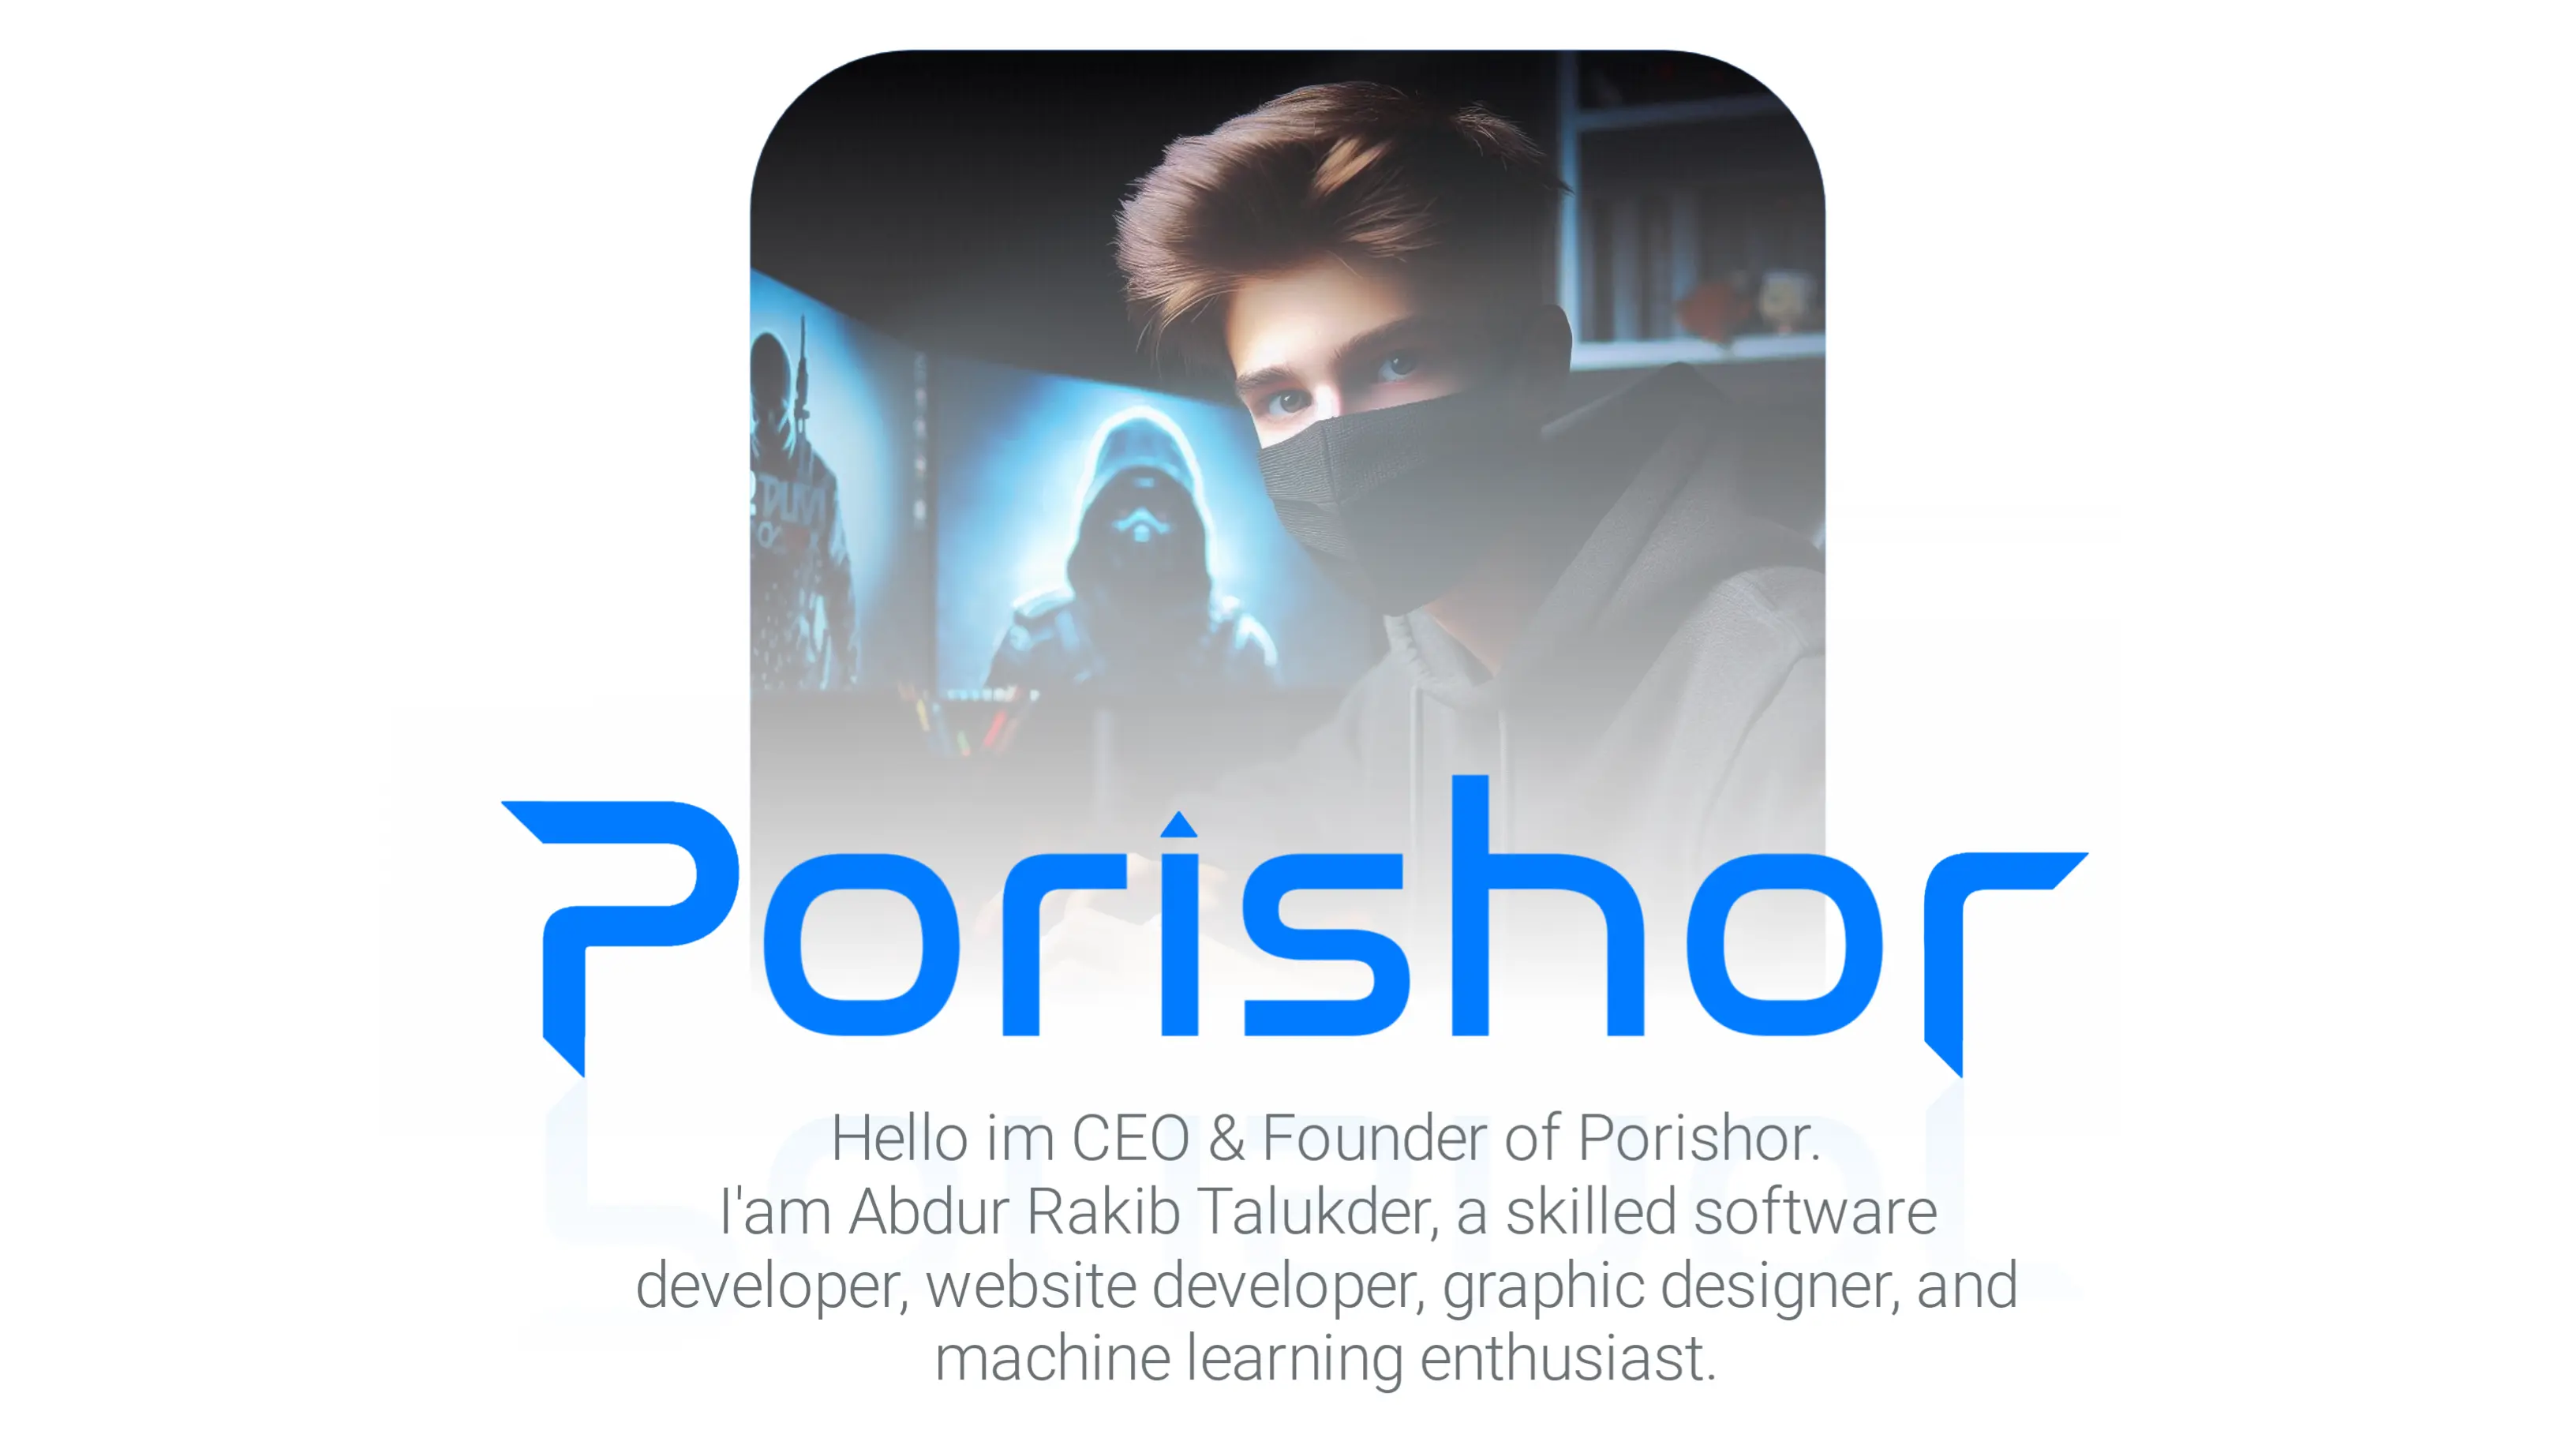 Porishor
Hello im CEO & Founder of Porishor.
I'am Abdur Rakib Talukder, a skilled software
developer, website developer, graphic designer, and
machine learning enthusiast.